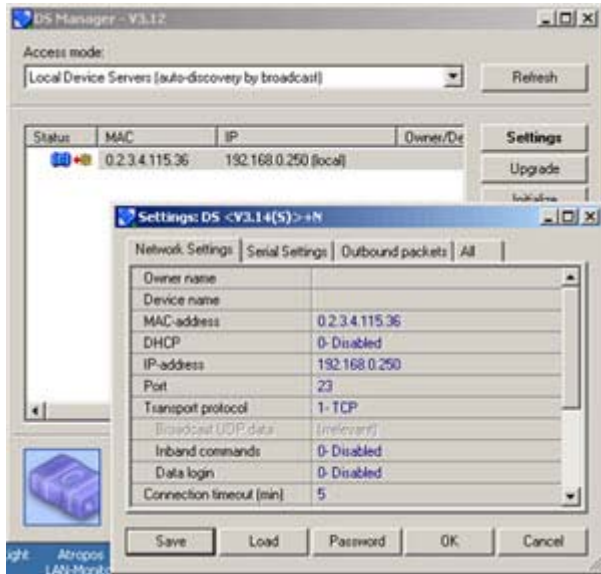 DS Manager - V3.12
Access mode:
Local Device Servers (auto-discovery by broadcast)
Refresh
Status MAC IP Owner/De
0.2.3.4.115.36 192.168.0.250 (local)
Settings
Upgrade
Initialize
Settings: DS <V3.14(S)>+N
Network Settings Serial Settings Outbound packets All
Owner name
Device name
MAC-address 0.2.3.4.115.36
DHCP 0- Disabled
IP-address 192.168.0.250
Port 23
Transport protocol 1- TCP
Broadcast UDP data (irrelevant)
Inband commands 0- Disabled
Data login 0- Disabled
Connection timeout (min) 5
Save Load Password OK Cancel
ight Atropos
LAN-Monito